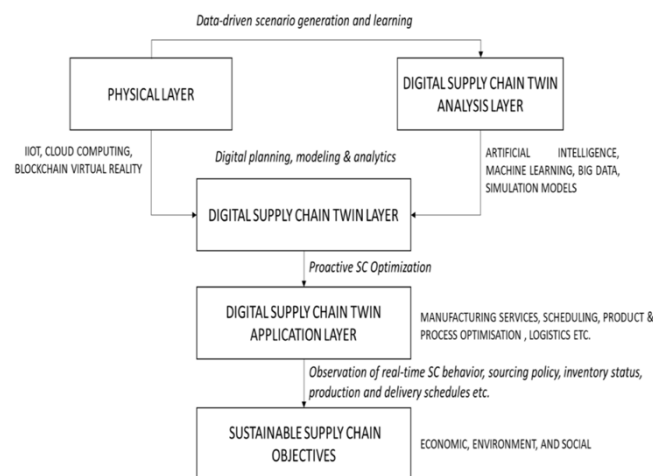 Data-driven scenario generation and learning
PHYSICAL LAYER
DIGITAL SUPPLY CHAIN TWIN
ANALYSIS LAYER
IIOT, CLOUD COMPUTING,
BLOCKCHAIN VIRTUAL REALITY
Digital planning, modeling & analytics
ARTIFICIAL INTELLIGENCE,
MACHINE LEARNING, BIG DATA,
SIMULATION MODELS
DIGITAL SUPPLY CHAIN TWIN LAYER
Proactive SC Optimization
DIGITAL SUPPLY CHAIN TWIN
APPLICATION LAYER
MANUFACTURING SERVICES, SCHEDULING, PRODUCT &
PROCESS OPTIMISATION , LOGISTICS ETC.
Observation of real-time SC behavior, sourcing policy, inventory status,
production and delivery schedules etc.
SUSTAINABLE SUPPLY CHAIN
OBJECTIVES
ECONOMIC, ENVIRONMENT, AND SOCIAL